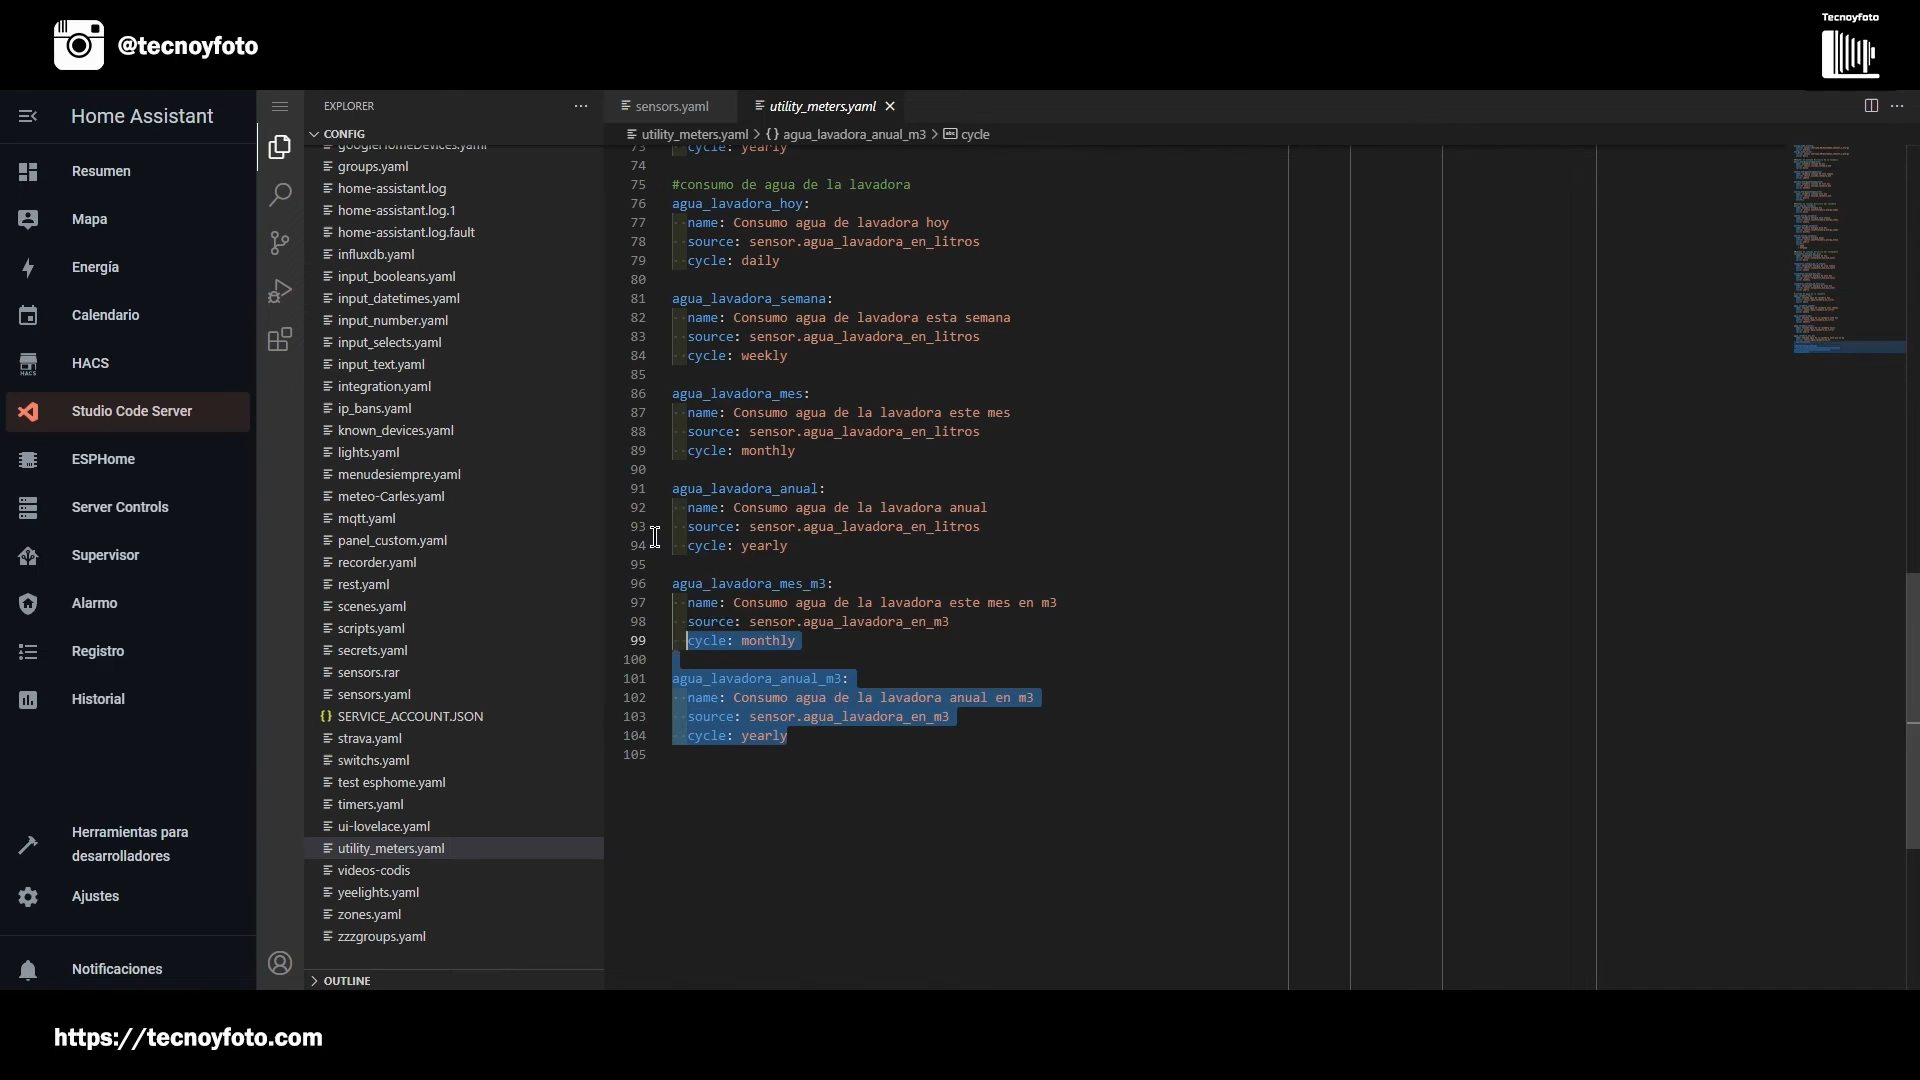 @tecnoyfoto
Tecnoyfoto
Home Assistant
Resumen
Mapa
Energía
Calendario
HACS
HACS
Studio Code Server
ESPHome
Server Controls
Supervisor
Alarmo
Registro
Historial
Herramientas para
desarrolladores
Ajustes
Notificaciones
EXPLORER
CONFIG
googleHomeDevices.yaml
groups.yaml
home-assistant.log
home-assistant.log.1
home-assistant.log.fault
influxdb.yaml
input_booleans.yaml
input_datetimes.yaml
input_number.yaml
input_selects.yaml
input_text.yaml
integration.yaml
ip_bans.yaml
known_devices.yaml
lights.yaml
menudesiempre.yaml
meteo-Carles.yaml
mqtt.yaml
panel_custom.yaml
recorder.yaml
rest.yaml
scenes.yaml
scripts.yaml
secrets.yaml
sensors.rar
sensors.yaml
SERVICE_ACCOUNT.JSON
strava.yaml
switchs.yaml
test esphome.yaml
timers.yaml
ui-lovelace.yaml
utility_meters.yaml
videos-codis
yeelights.yaml
zones.yaml
zzzgroups.yaml
OUTLINE
sensors.yaml
utility_meters.yaml
utility_meters.yaml > {} agua_lavadora_anual_m3 > cycle
73 cycle: yearly
74
75 #consumo de agua de la lavadora
76 agua_lavadora_hoy:
77 name: Consumo agua de lavadora hoy
78 source: sensor.agua_lavadora_en_litros
79 cycle: daily
80
81 agua_lavadora_semana:
82 name: Consumo agua de lavadora esta semana
83 source: sensor.agua_lavadora_en_litros
84 cycle: weekly
85
86 agua_lavadora_mes:
87 name: Consumo agua de la lavadora este mes
88 source: sensor.agua_lavadora_en_litros
89 cycle: monthly
90
91 agua_lavadora_anual:
92 name: Consumo agua de la lavadora anual
93 source: sensor.agua_lavadora_en_litros
94 cycle: yearly
95
96 agua_lavadora_mes_m3:
97 name: Consumo agua de la lavadora este mes en m3
98 source: sensor.agua_lavadora_en_m3
99 cycle: monthly
100
101 agua_lavadora_anual_m3:
102 name: Consumo agua de la lavadora anual en m3
103 source: sensor.agua_lavadora_en_m3
104 cycle: yearly
105
https://tecnoyfoto.com